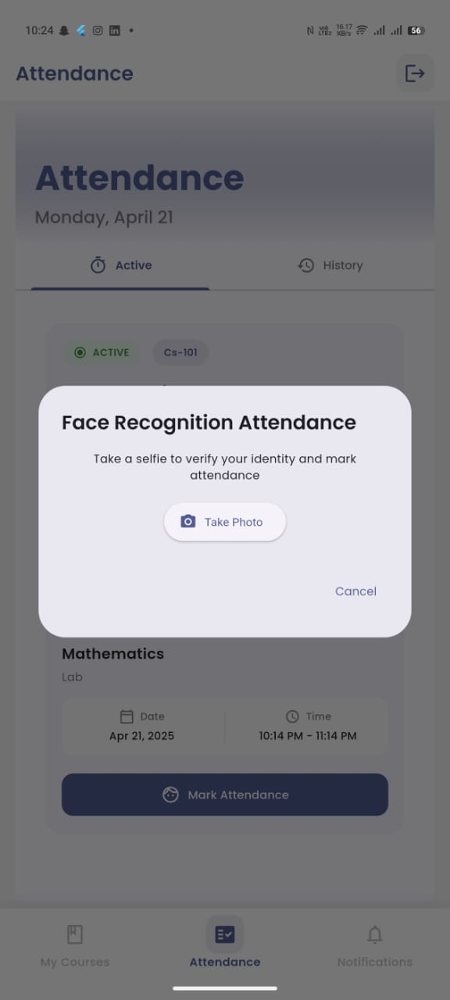 10:24
Vo) LTE2 16.17 KB/s 56
Attendance
Attendance
Monday, April 21
Active History
ACTIVE Cs-101
Face Recognition Attendance
Take a selfie to verify your identity and mark
attendance
Take Photo
Cancel
Mathematics
Lab
Date Time
Apr 21, 2025 10:14 PM - 11:14 PM
Mark Attendance
My Courses Attendance Notifications